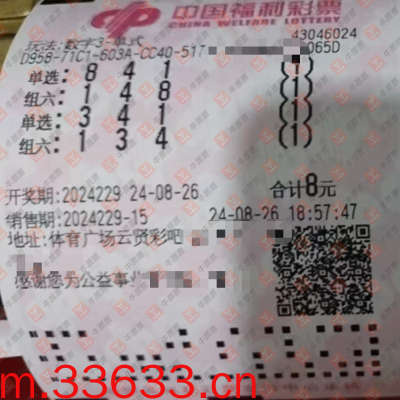 中国福利彩票
CHINA WELFARE LOTTERY
玩法:数字3-单式
43046024
D95B-71C1-603A-CC40-517
065D
单选: 8 4 1 (1)
组六: 1 4 8 (1)
单选: 3 4 1 (1)
组六: 1 3 4 (1)
开奖期:2024229 24-08-26 合计8元
销售期:2024229-15 24-08-26 18:57:47
地址:体育广场云贤彩吧
感谢您为公益事业
m.33633.cn